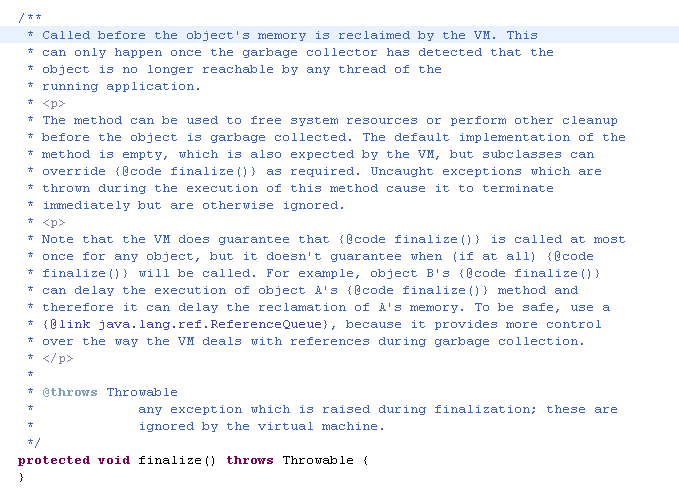 /**
 * Called before the object's memory is reclaimed by the VM. This
 * can only happen once the garbage collector has detected that the
 * object is no longer reachable by any thread of the
 * running application.
 * <p>
 * The method can be used to free system resources or perform other cleanup
 * before the object is garbage collected. The default implementation of the
 * method is empty, which is also expected by the VM, but subclasses can
 * override {@code finalize()} as required. Uncaught exceptions which are
 * thrown during the execution of this method cause it to terminate
 * immediately but are otherwise ignored.
 * <p>
 * Note that the VM does guarantee that {@code finalize()} is called at most
 * once for any object, but it doesn't guarantee when (if at all) {@code
 * finalize()} will be called. For example, object B's {@code finalize()}
 * can delay the execution of object A's {@code finalize()} method and
 * therefore it can delay the reclamation of A's memory. To be safe, use a
 * {@link java.lang.ref.ReferenceQueue}, because it provides more control
 * over the way the VM deals with references during garbage collection.
 * </p>
 *
 * @throws Throwable
 *             any exception which is raised during finalization; these are
 *             ignored by the virtual machine.
 */
protected void finalize() throws Throwable {
}